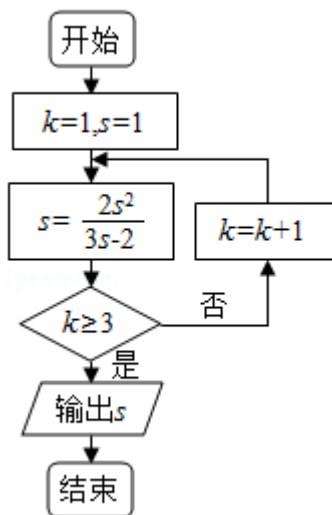 开始
k=1,s=1
s= 2s²
3s-2
k=k+1
k≥3
否
是
输出s
结束